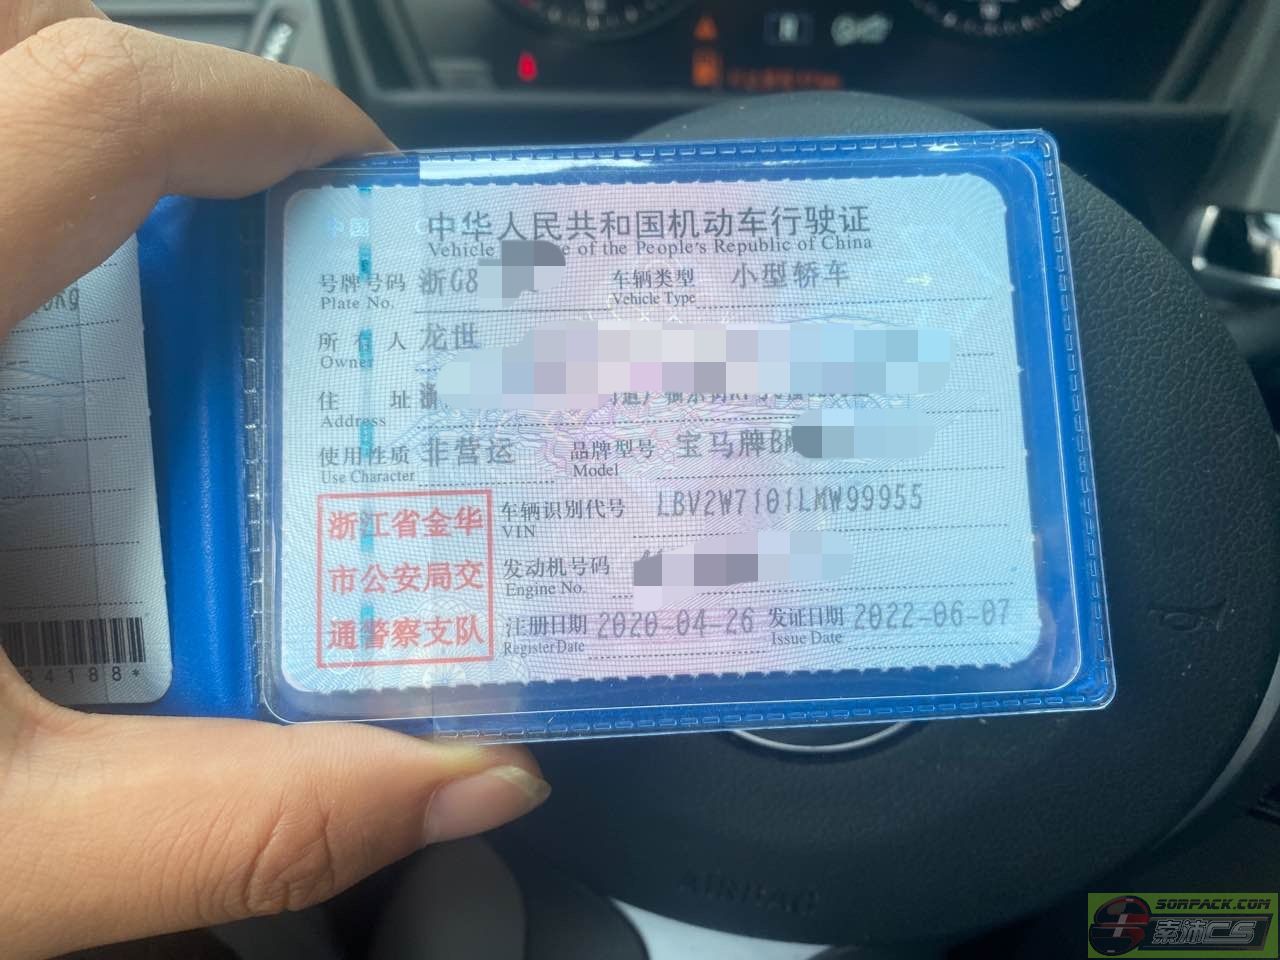 中华人民共和国机动车行驶证
Vehicle of the People's Republic of China
号牌号码 浙G8 车辆类型 小型轿车
Plate No. Vehicle Type
所有人 龙世
Owner
住 址 浙
Address
使用性质 非营运 品牌型号 宝马牌BM
Use Character Model
浙江省金华
市公安局交
通警察支队
车辆识别代号 LBV2W7101LMW99955
VIN
发动机号码
Engine No.
注册日期 2020-04-26 发证日期 2022-06-07
Register Date Issue Date
34188*
AIRBAG
SORPACK.COM
索沛CS